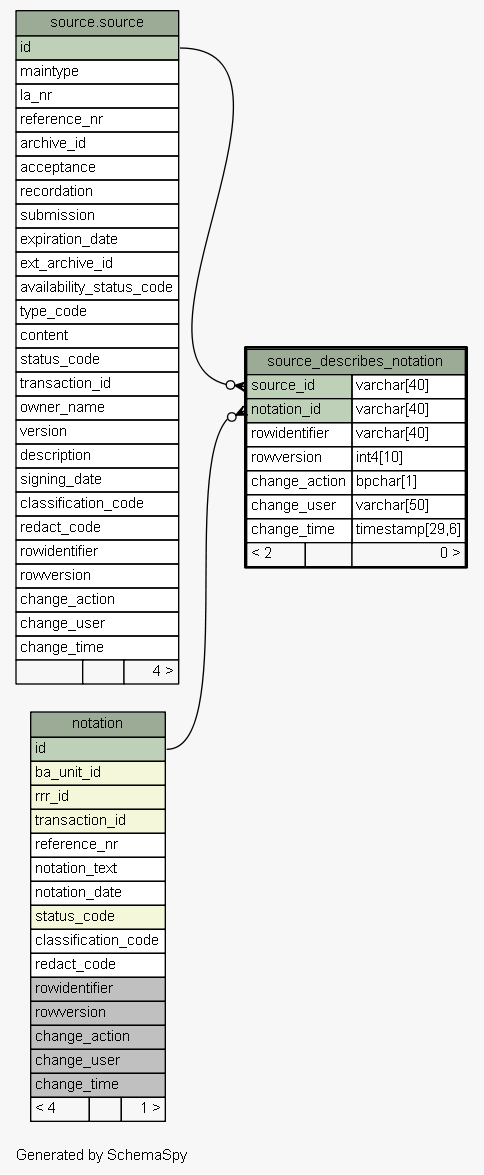 source.source
id
maintype
la_nr
reference_nr
archive_id
acceptance
recordation
submission
expiration_date
ext_archive_id
availability_status_code
type_code
content
status_code
transaction_id
owner_name
version
description
signing_date
classification_code
redact_code
rowidentifier
rowversion
change_action
change_user
change_time
4 >
source_describes_notation
source_id varchar[40]
notation_id varchar[40]
rowidentifier varchar[40]
rowversion int4[10]
change_action bpchar[1]
change_user varchar[50]
change_time timestamp[29,6]
< 2 0 >
notation
id
ba_unit_id
rrr_id
transaction_id
reference_nr
notation_text
notation_date
status_code
classification_code
redact_code
rowidentifier
rowversion
change_action
change_user
change_time
< 4 1 >
Generated by SchemaSpy